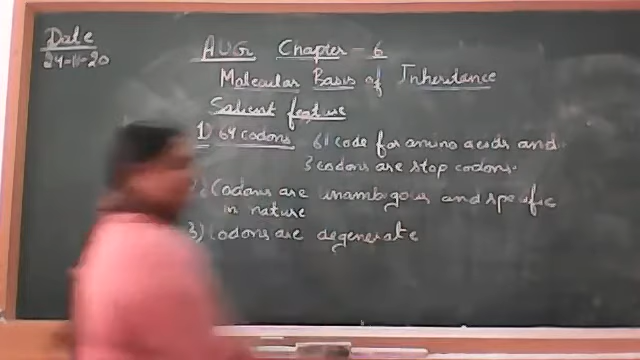 Date
24-11-20
AUG Chapter - 6
Molecular Basis of Inheritance
Salient feature
1) 64 codons 61 code for amino acids and
3 codons are stop codons.
2) Codons are unambigous and specific
in nature
3) Codons are degenerate